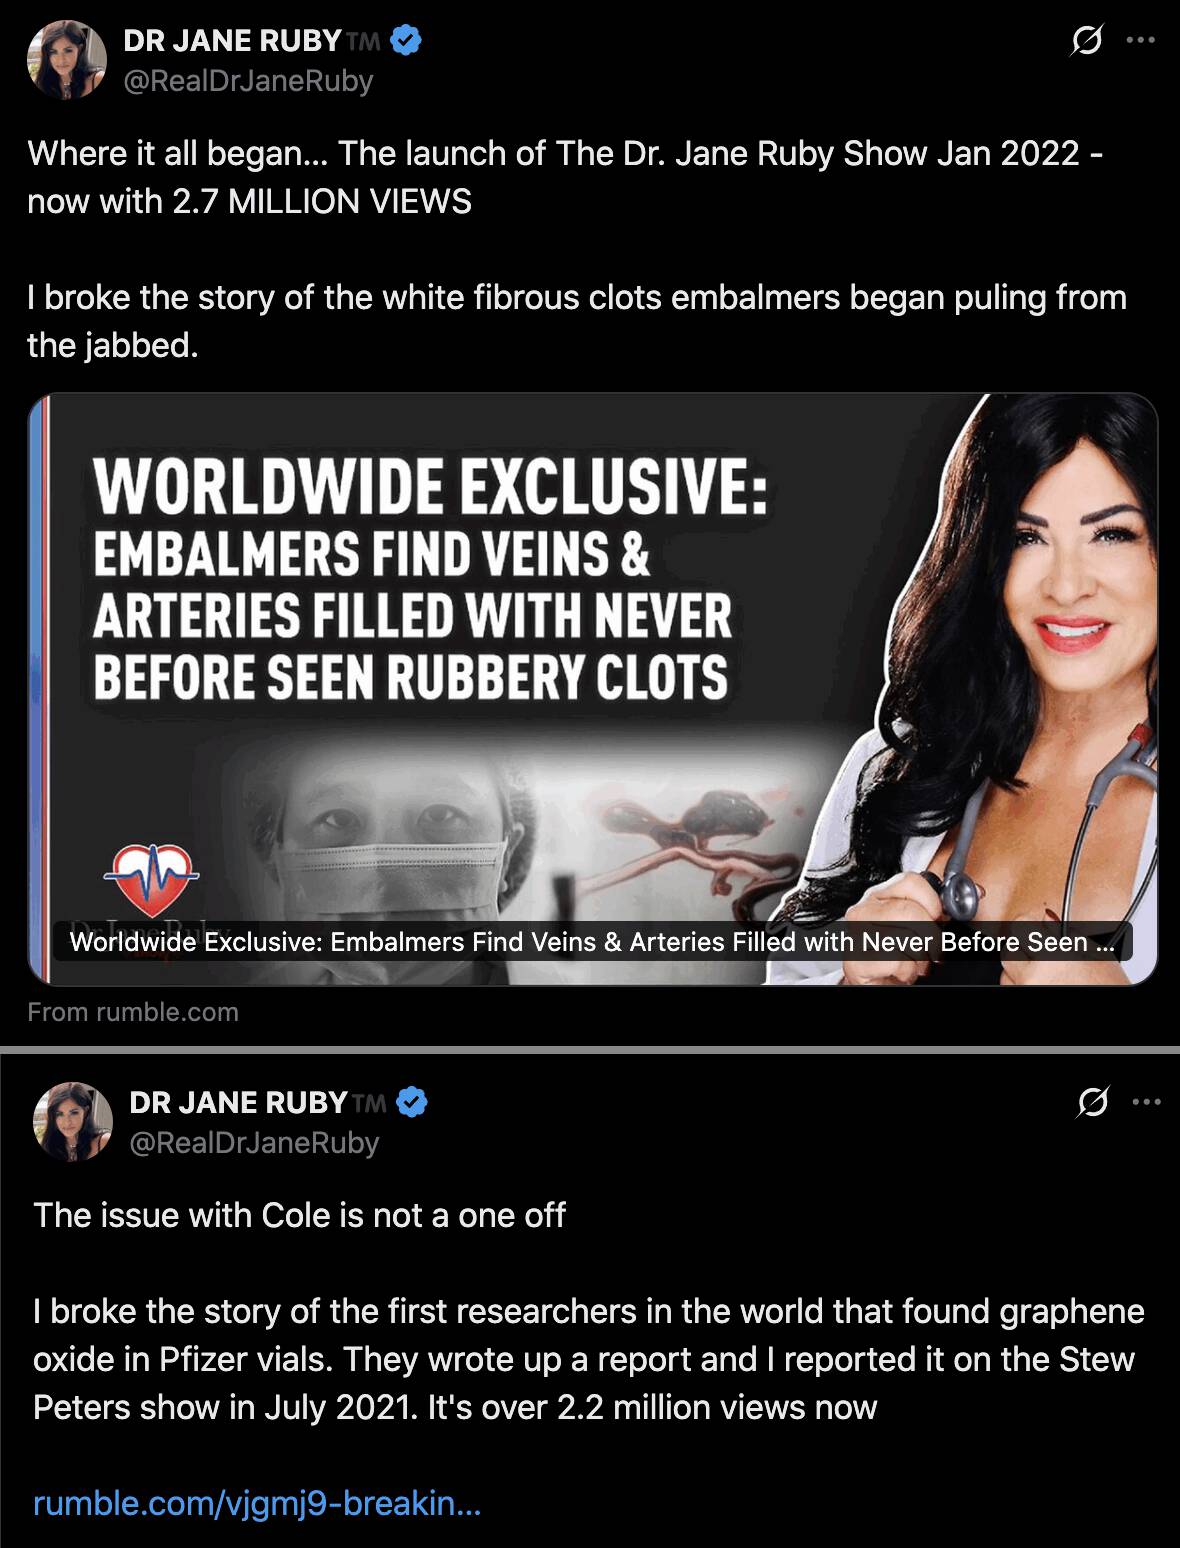 DR JANE RUBY™
@RealDrJaneRuby
Where it all began... The launch of The Dr. Jane Ruby Show Jan 2022 -
now with 2.7 MILLION VIEWS
I broke the story of the white fibrous clots embalmers began puling from
the jabbed.
WORLDWIDE EXCLUSIVE:
EMBALMERS FIND VEINS &
ARTERIES FILLED WITH NEVER
BEFORE SEEN RUBBERY CLOTS
Dr. Jane Ruby
Worldwide Exclusive: Embalmers Find Veins & Arteries Filled with Never Before Seen ...
From rumble.com
DR JANE RUBY™
@RealDrJaneRuby
The issue with Cole is not a one off
I broke the story of the first researchers in the world that found graphene
oxide in Pfizer vials. They wrote up a report and I reported it on the Stew
Peters show in July 2021. It's over 2.2 million views now
rumble.com/vjgmj9-breakin...